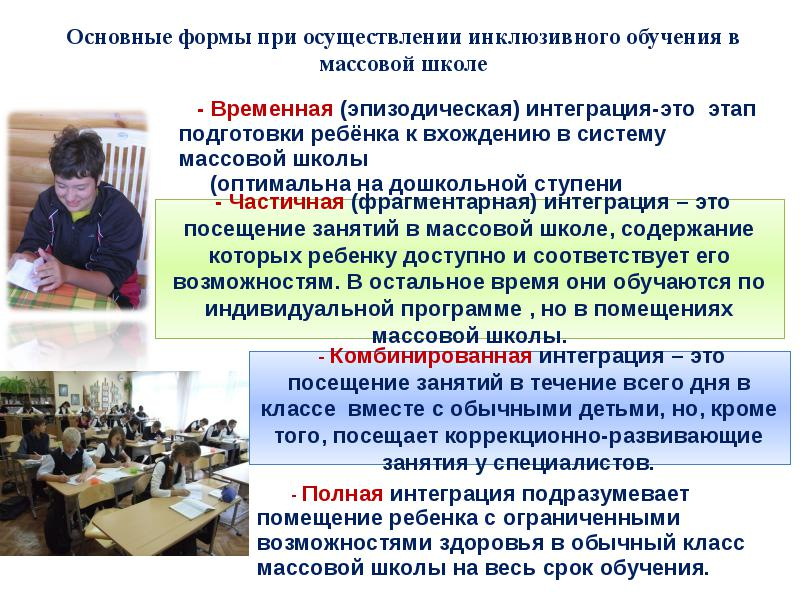 Основные формы при осуществлении инклюзивного обучения в
массовой школе
- Временная (эпизодическая) интеграция-это этап
подготовки ребёнка к вхождению в систему
массовой школы
(оптимальна на дошкольной ступени
- Частичная (фрагментарная) интеграция – это
посещение занятий в массовой школе, содержание
которых ребенку доступно и соответствует его
возможностям. В остальное время они обучаются по
индивидуальной программе , но в помещениях
массовой школы.
- Комбинированная интеграция – это
посещение занятий в течение всего дня в
классе вместе с обычными детьми, но, кроме
того, посещает коррекционно-развивающие
занятия у специалистов.
- Полная интеграция подразумевает
помещение ребенка с ограниченными
возможностями здоровья в обычный класс
массовой школы на весь срок обучения.